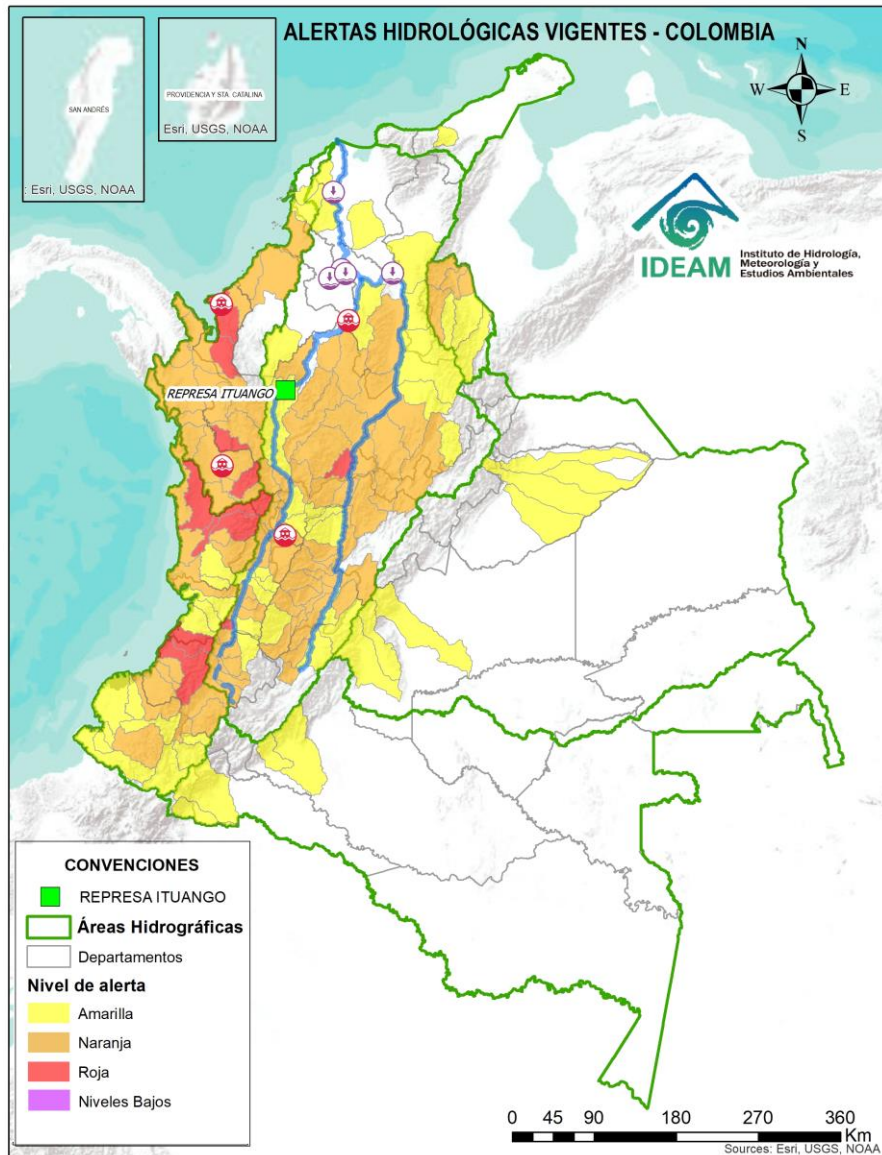 ALERTAS HIDROLÓGICAS VIGENTES - COLOMBIA
SAN ANDRÉS
: Esri, USGS, NOAA
PROVIDENCIA Y STA. CATALINA
Esri, USGS, NOAA
N
W
E
S
IDEAM
Instituto de Hidrología,
Meteorología y
Estudios Ambientales
REPRESA ITUANGO
CONVENCIONES
REPRESA ITUANGO
Áreas Hidrográficas
Departamentos
Nivel de alerta
Amarilla
Naranja
Roja
Niveles Bajos
0 45 90 180 270 360
Km
Sources: Esri, USGS, NOAA